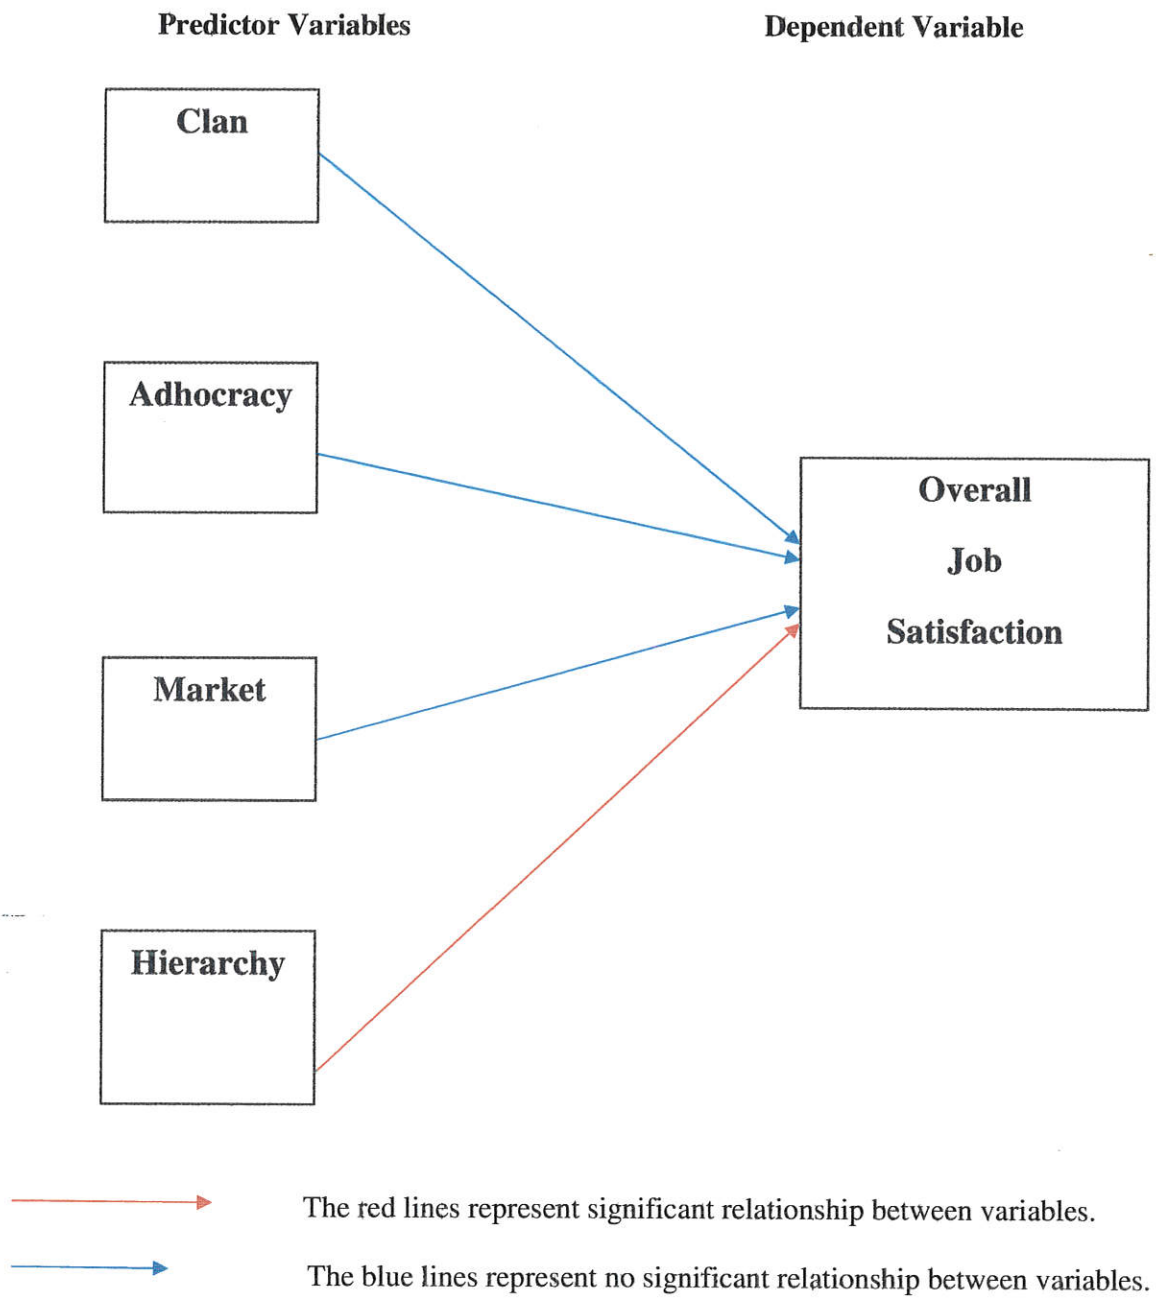 Predictor Variables
Dependent Variable
Clan
Adhocracy
Market
Hierarchy
Overall
Job
Satisfaction
The red lines represent significant relationship between variables.
The blue lines represent no significant relationship between variables.